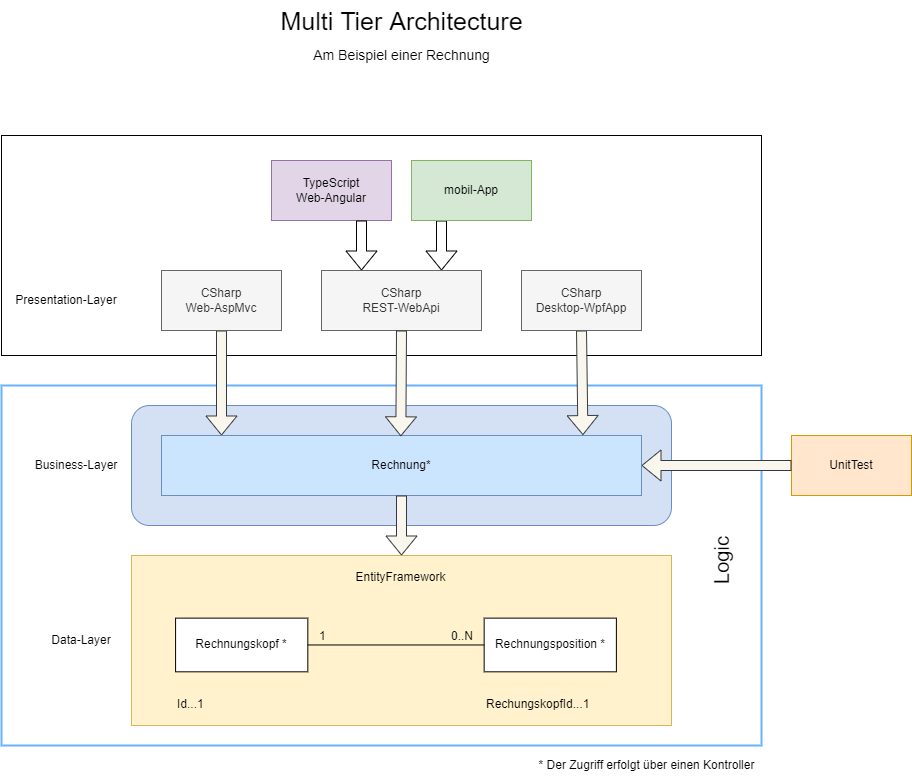 Multi Tier Architecture
Am Beispiel einer Rechnung
TypeScript
Web-Angular
mobil-App
Presentation-Layer
CSharp
Web-AspMvc
CSharp
REST-WebApi
CSharp
Desktop-WpfApp
Business-Layer
Rechnung*
UnitTest
Logic
EntityFramework
Data-Layer
Rechnungskopf *
1
0..N
Rechnungsposition *
Id...1
RechungskopfId...1
* Der Zugriff erfolgt über einen Kontroller